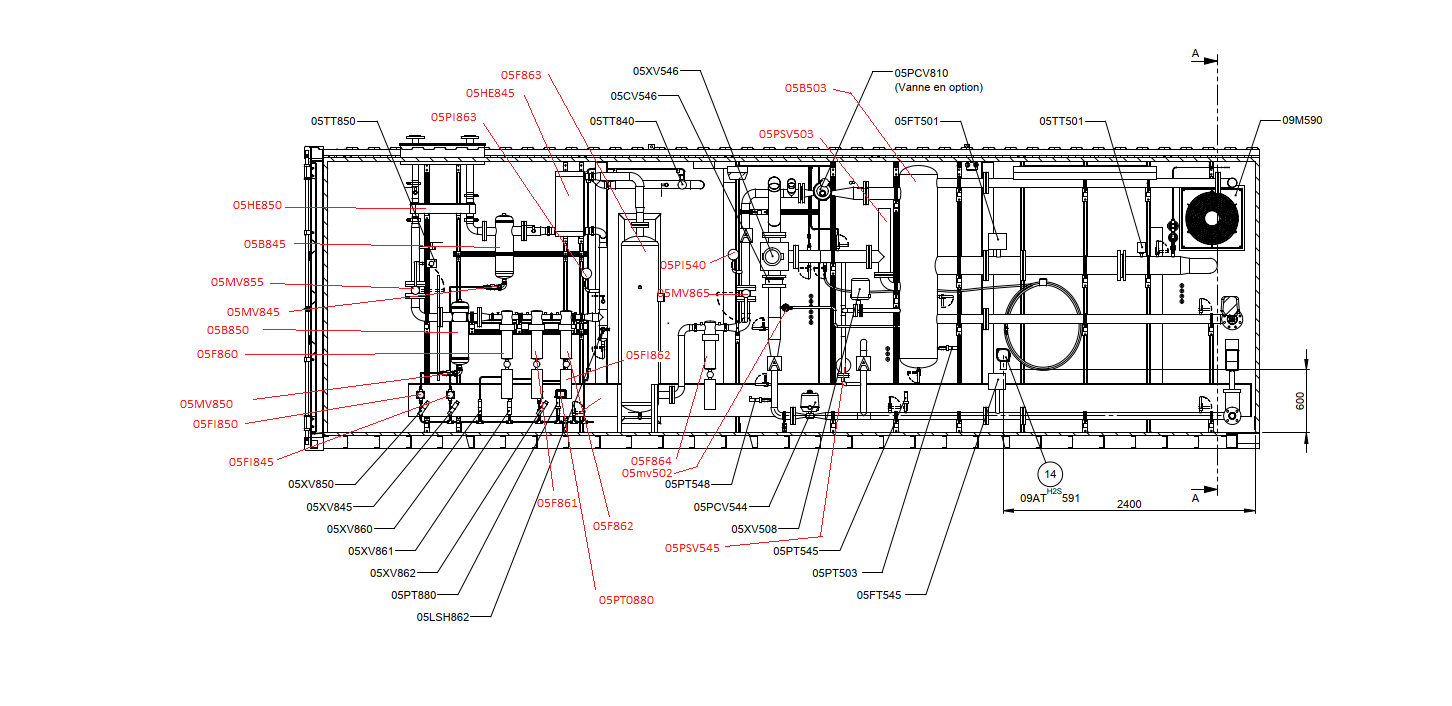 A
05F863
05XV546
05PCV810
(Vanne en option)
05HE845
05CV546
05B503
05PI863
05TT850
05TT840
05PSV503
05FT501
05TT501
09M590
05HE850
05B845
05PI540
05MV855
05MV865
05MV845
05B850
05F860
05FI862
05MV850
600
05FI850
05FI845
05F864
05mv502
14
05XV850
05PT548
A
H2S
09AT 591
05XV845
05F861
05PCV544
2400
05XV860
05F862
05XV508
05XV861
05PSV545
05PT545
05XV862
05PT503
05PT880
05PT0880
05FT545
05LSH862